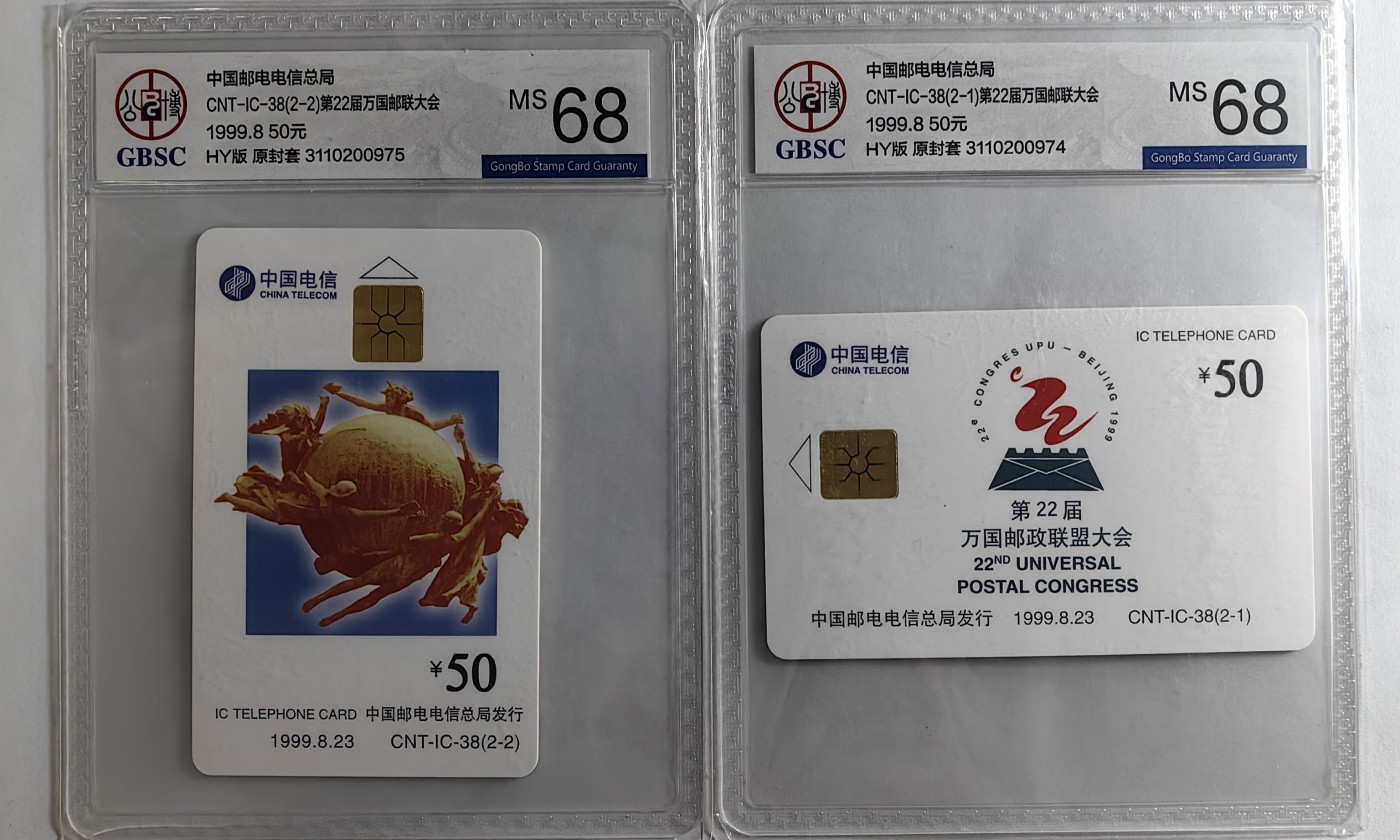 中国邮电电信总局
CNT-IC-38(2-2)第22届万国邮联大会
1999.8 50元
HY版 原封套 3110200975
MS 68
公博
BG
GBSC
GongBo Stamp Card Guaranty
中国电信
CHINA TELECOM
¥50
IC TELEPHONE CARD 中国邮电电信总局发行
1999.8.23 CNT-IC-38(2-2)
中国邮电电信总局
CNT-IC-38(2-1)第22届万国邮联大会
1999.8 50元
HY版 原封套 3110200974
MS 68
公博
BG
GBSC
GongBo Stamp Card Guaranty
中国电信
CHINA TELECOM
IC TELEPHONE CARD
¥50
22e CONGRES UPU – BEIJING 1999
第 22 届
万国邮政联盟大会
22ND UNIVERSAL
POSTAL CONGRESS
中国邮电电信总局发行 1999.8.23 CNT-IC-38(2-1)